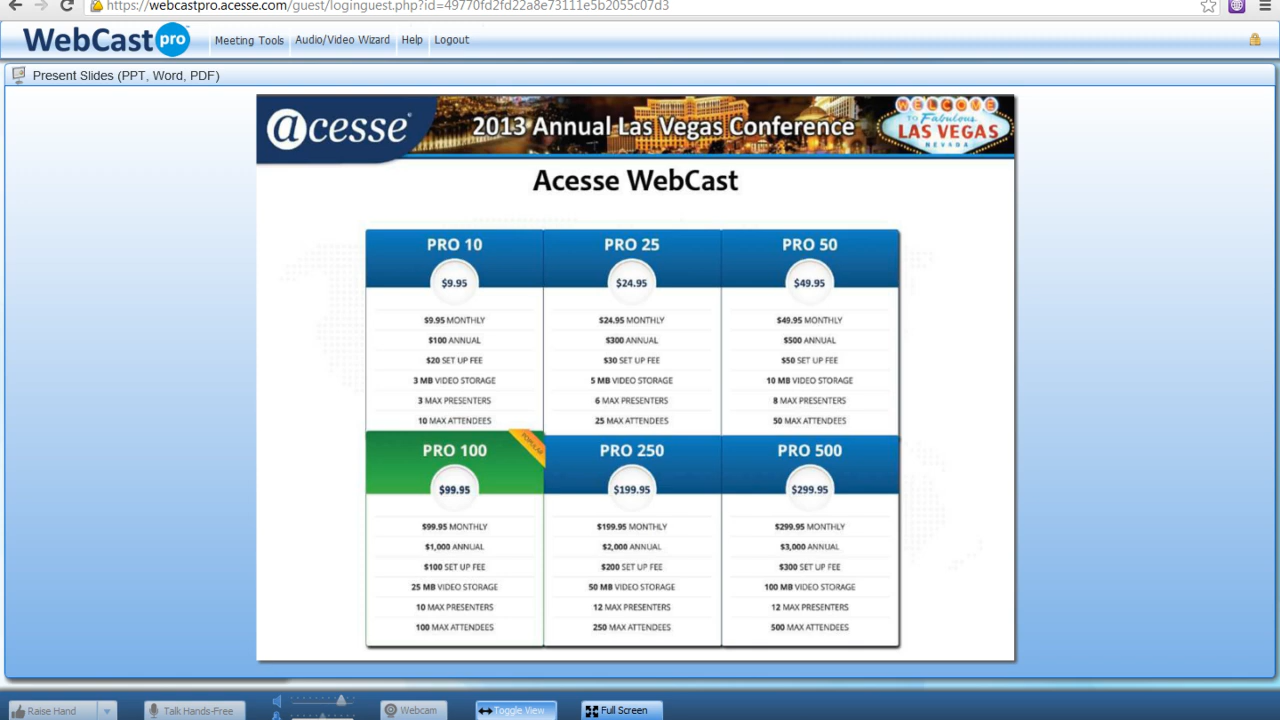 https://webcastpro.acesse.com/guest/loginguest.php?id=49770fd2fd22a8e73111e5b2055c07d3
WebCast pro
Meeting Tools Audio/Video Wizard Help Logout
Present Slides (PPT, Word, PDF)
@cesse
2013 Annual Las Vegas Conference
WELCOME
TO Fabulous
LAS VEGAS
NEVADA
Acesse WebCast
PRO 10 PRO 25 PRO 50
$9.95 $24.95 $49.95
$9.95 MONTHLY $24.95 MONTHLY $49.95 MONTHLY
$100 ANNUAL $300 ANNUAL $500 ANNUAL
$20 SET UP FEE $30 SET UP FEE $50 SET UP FEE
3 MB VIDEO STORAGE 5 MB VIDEO STORAGE 10 MB VIDEO STORAGE
3 MAX PRESENTERS 6 MAX PRESENTERS 8 MAX PRESENTERS
10 MAX ATTENDEES 25 MAX ATTENDEES 50 MAX ATTENDEES
POPULAR
PRO 100 PRO 250 PRO 500
$99.95 $199.95 $299.95
$99.95 MONTHLY $199.95 MONTHLY $299.95 MONTHLY
$1,000 ANNUAL $2,000 ANNUAL $3,000 ANNUAL
$100 SET UP FEE $200 SET UP FEE $300 SET UP FEE
25 MB VIDEO STORAGE 50 MB VIDEO STORAGE 100 MB VIDEO STORAGE
10 MAX PRESENTERS 12 MAX PRESENTERS 12 MAX PRESENTERS
100 MAX ATTENDEES 250 MAX ATTENDEES 500 MAX ATTENDEES
Raise Hand Talk Hands-Free Webcam Toggle View Full Screen